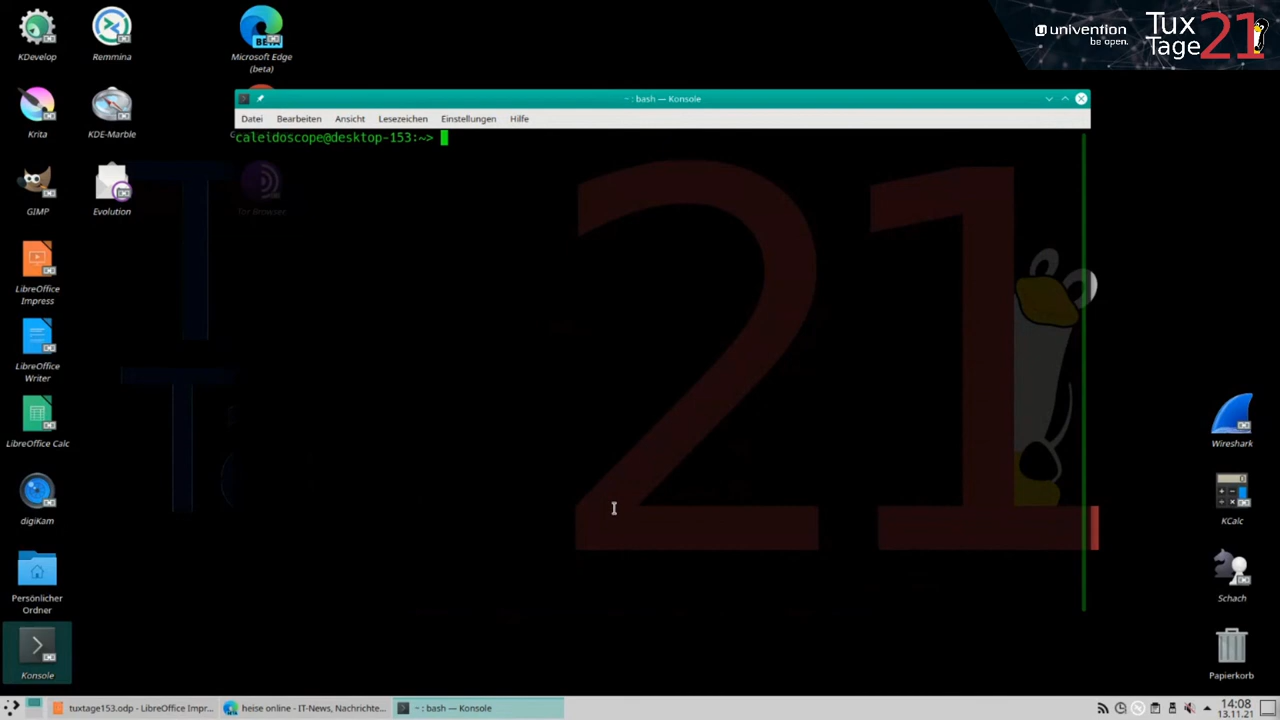 KDevelop
Remmina
Microsoft Edge
(beta)
univention
be open.
Tux
Tage
21
~ : bash — Konsole
Datei Bearbeiten Ansicht Lesezeichen Einstellungen Hilfe
caleidoscope@desktop-153:~>
Krita
KDE-Marble
GIMP
Evolution
Tor Browser
21
LibreOffice
Impress
LibreOffice
Writer
LibreOffice Calc
digiKam
Persönlicher
Ordner
Konsole
Wireshark
KCalc
Schach
Papierkorb
tuxtage153.odp - LibreOffice Impr...
heise online - IT-News, Nachrichte...
~ : bash — Konsole
14:08
13.11.21